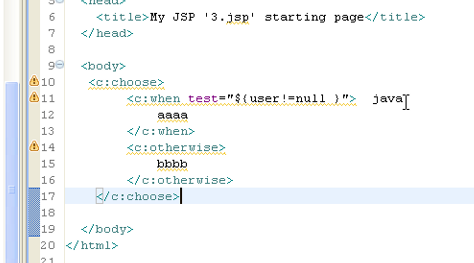 5 <head>
6 <title>My JSP '3.jsp' starting page</title>
7 </head>
8
9 <body>
10 <c:choose>
11 <c:when test="${user!=null }"> java
12 aaaa
13 </c:when>
14 <c:otherwise>
15 bbbb
16 </c:otherwise>
17 </c:choose>
18
19 </body>
20 </html>